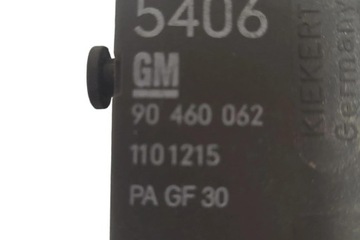 5406
GM
90 460 062
1101215
PA GF 30
KIEKERT
Germany